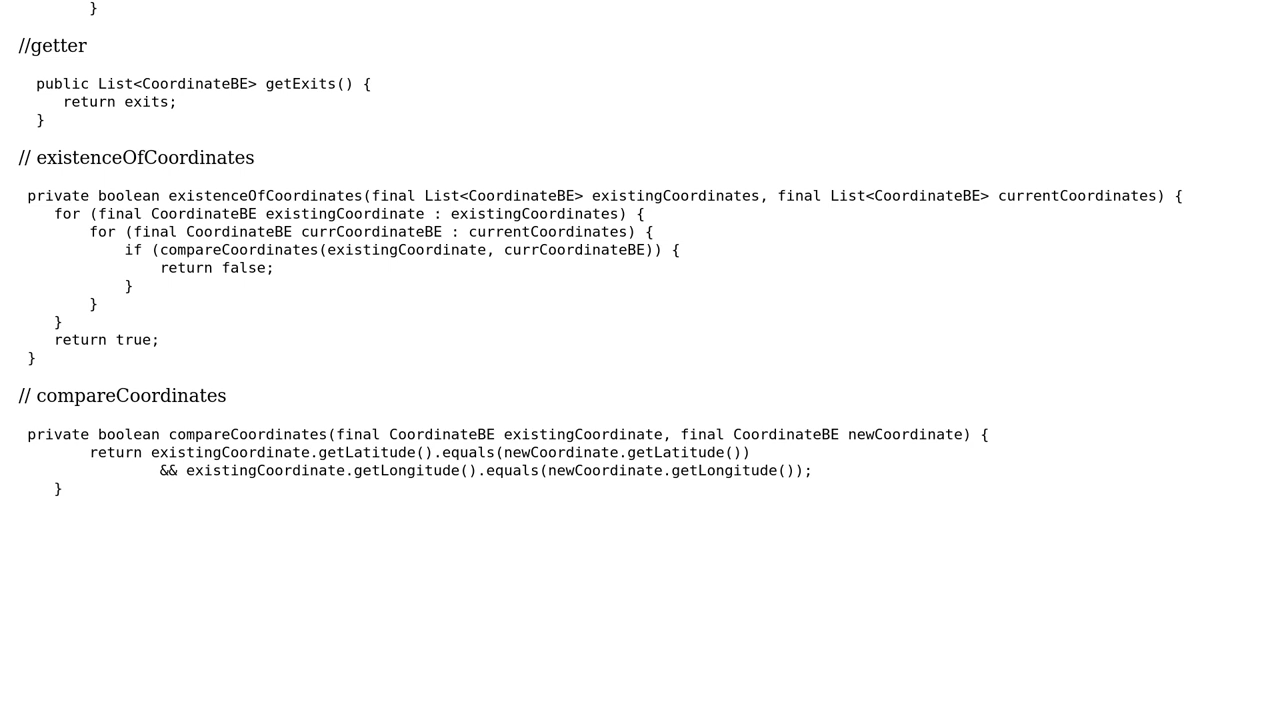 }
//getter
  public List<CoordinateBE> getExits() {
     return exits;
  }
// existenceOfCoordinates
 private boolean existenceOfCoordinates(final List<CoordinateBE> existingCoordinates, final List<CoordinateBE> currentCoordinates) {
    for (final CoordinateBE existingCoordinate : existingCoordinates) {
        for (final CoordinateBE currCoordinateBE : currentCoordinates) {
            if (compareCoordinates(existingCoordinate, currCoordinateBE)) {
                return false;
            }
        }
    }
    return true;
 }
// compareCoordinates
 private boolean compareCoordinates(final CoordinateBE existingCoordinate, final CoordinateBE newCoordinate) {
        return existingCoordinate.getLatitude().equals(newCoordinate.getLatitude())
                && existingCoordinate.getLongitude().equals(newCoordinate.getLongitude());
    }